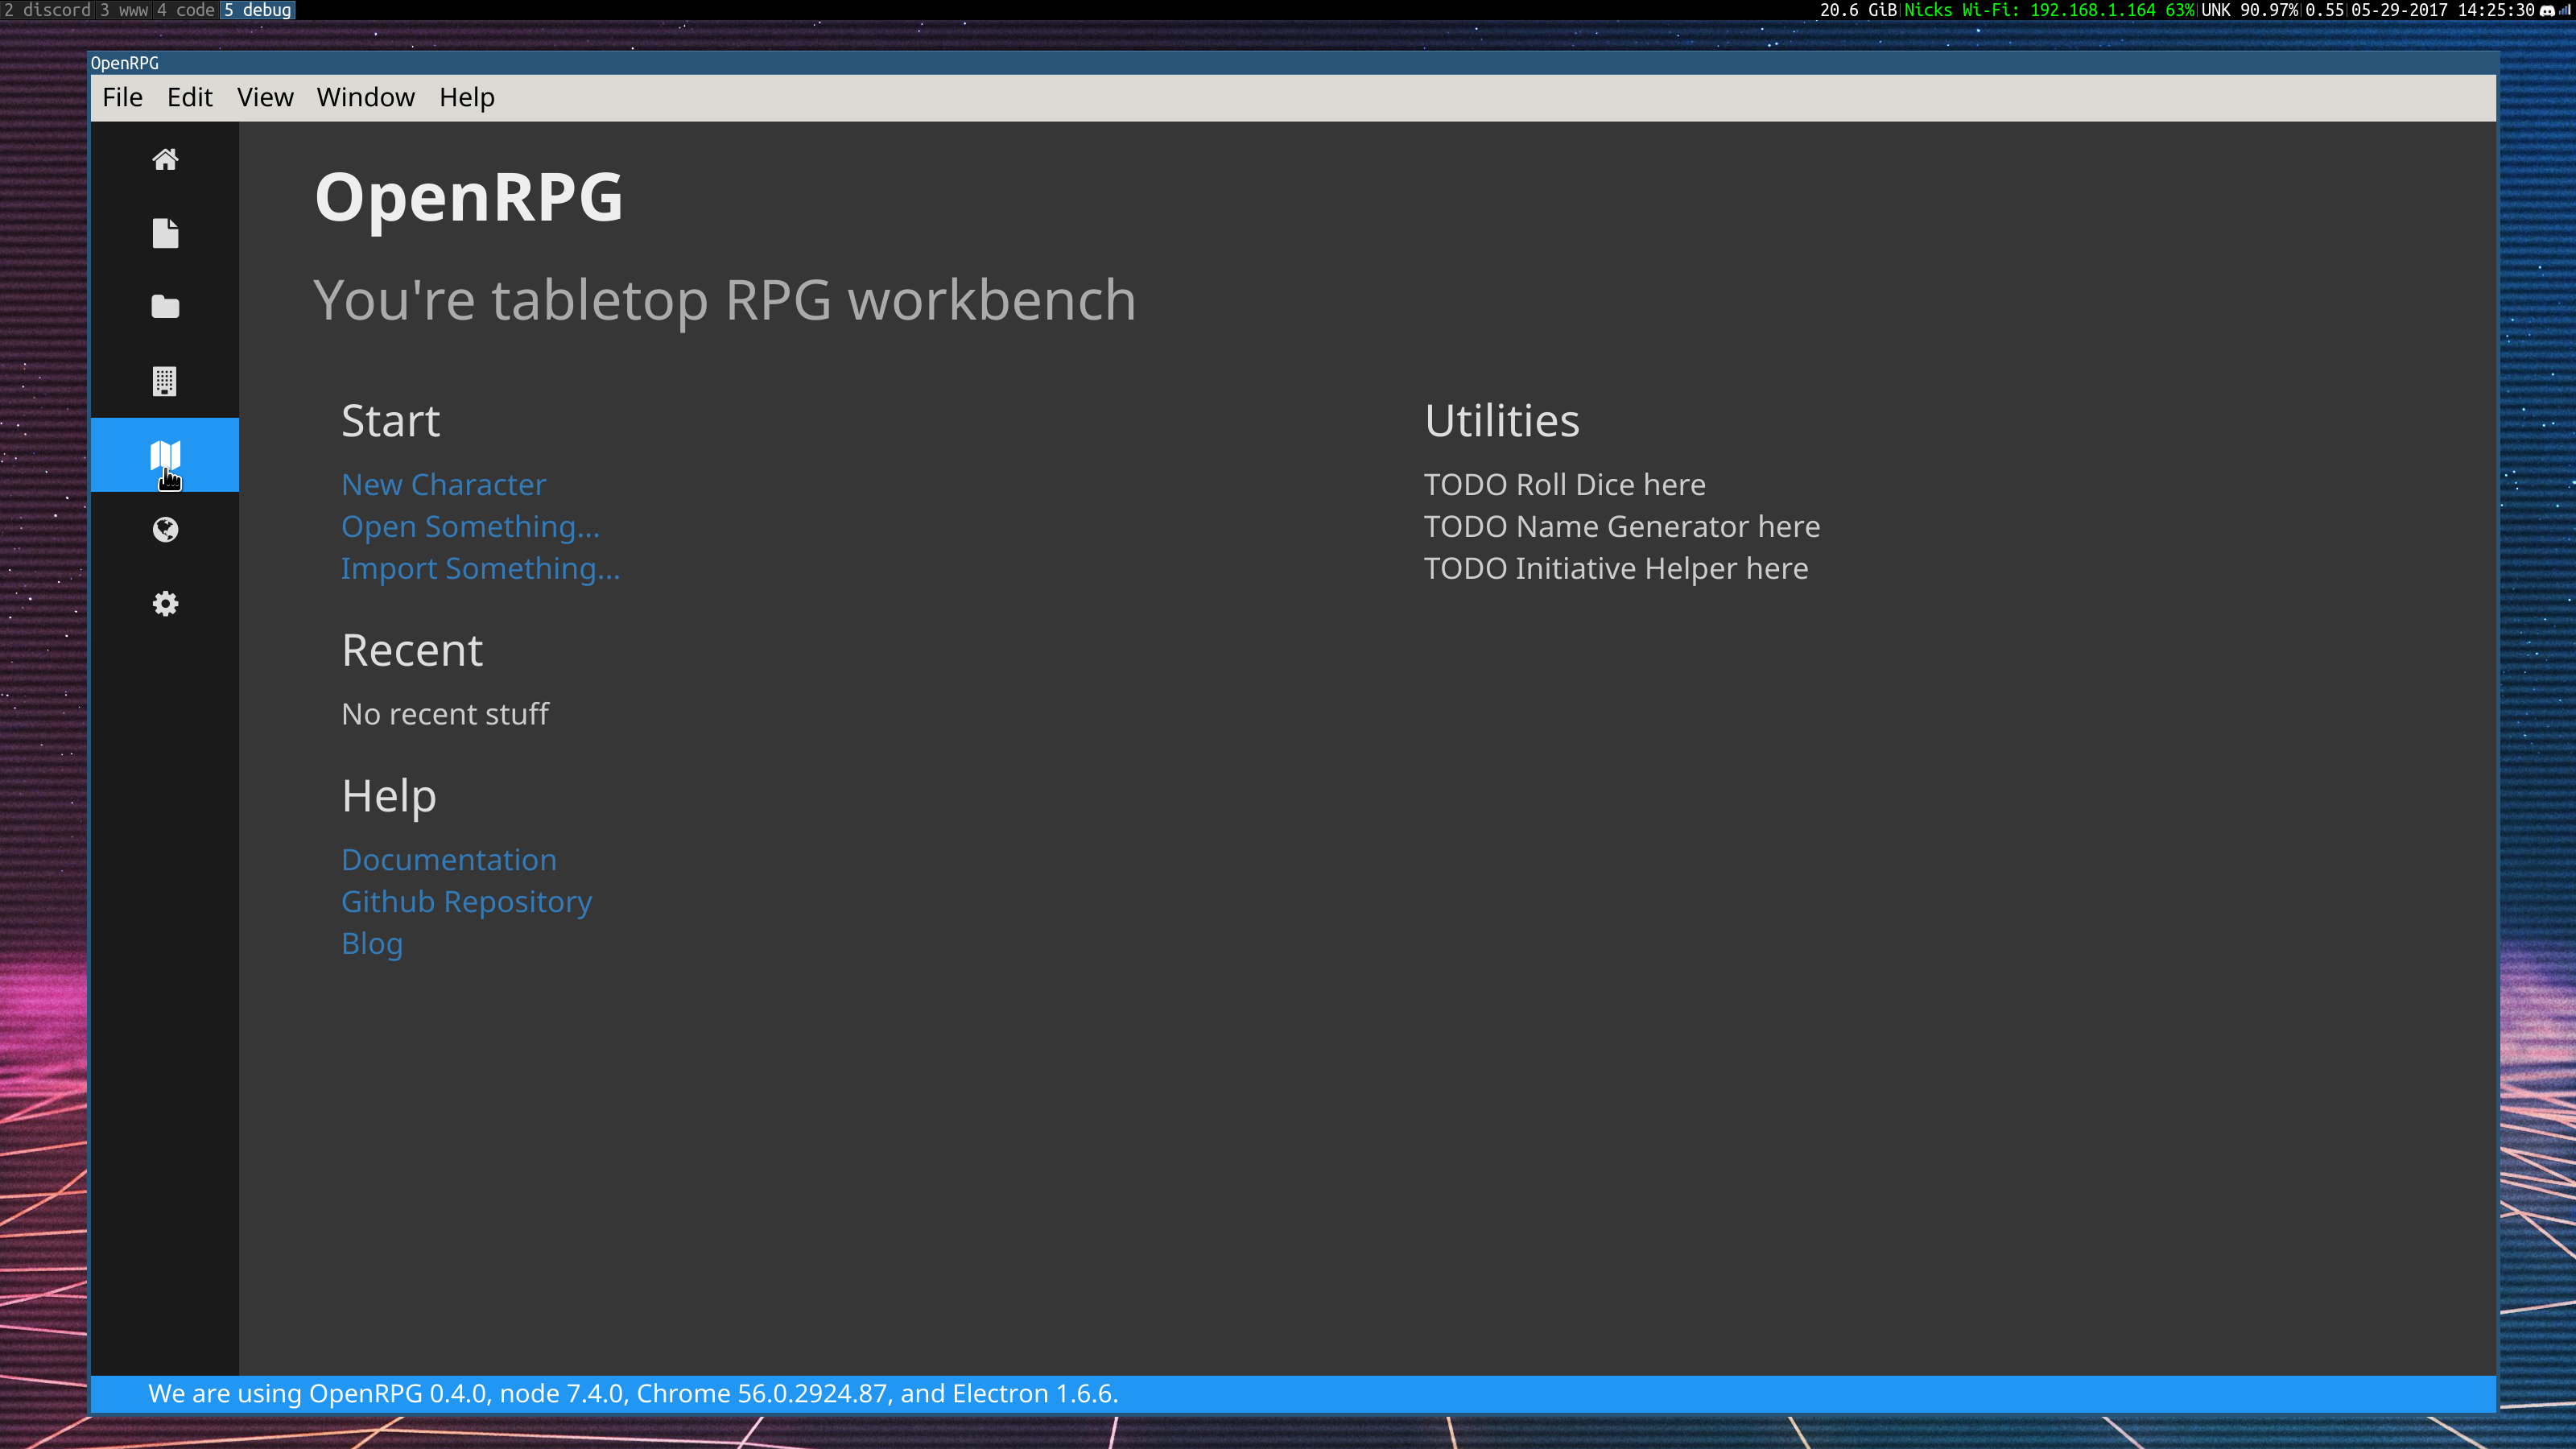 2 discord 3 www 4 code 5 debug 20.6 GiB Nicks Wi-Fi: 192.168.1.164 63% UNK 90.97% 0.55 05-29-2017 14:25:30
OpenRPG
File Edit View Window Help
OpenRPG
You're tabletop RPG workbench
Start
New Character
Open Something...
Import Something...
Recent
No recent stuff
Help
Documentation
Github Repository
Blog
Utilities
TODO Roll Dice here
TODO Name Generator here
TODO Initiative Helper here
We are using OpenRPG 0.4.0, node 7.4.0, Chrome 56.0.2924.87, and Electron 1.6.6.